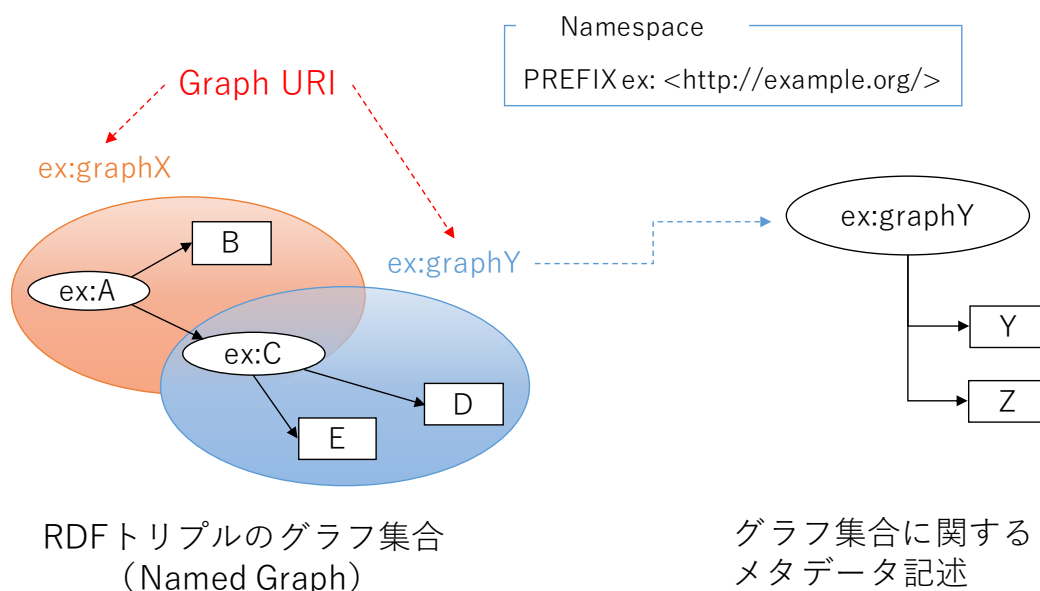 Namespace
PREFIX ex: <http://example.org/>
Graph URI
ex:graphX
B
ex:A
ex:graphY
ex:C
D
E
ex:graphY
Y
Z
RDFトリプルのグラフ集合
（Named Graph）
グラフ集合に関する
メタデータ記述